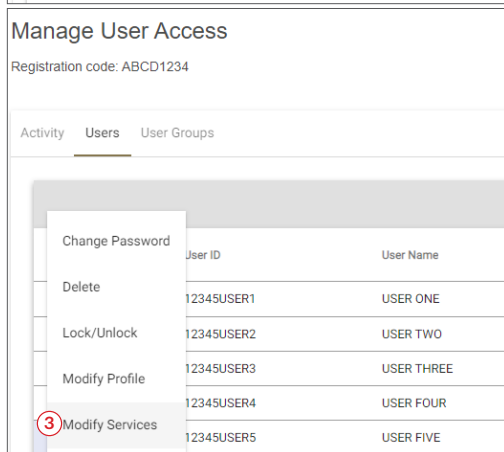 Manage User Access
Registration code: ABCD1234
Activity Users User Groups
Change Password
User ID User Name
Delete
12345USER1 USER ONE
Lock/Unlock
12345USER2 USER TWO
12345USER3 USER THREE
Modify Profile
12345USER4 USER FOUR
3 Modify Services
12345USER5 USER FIVE